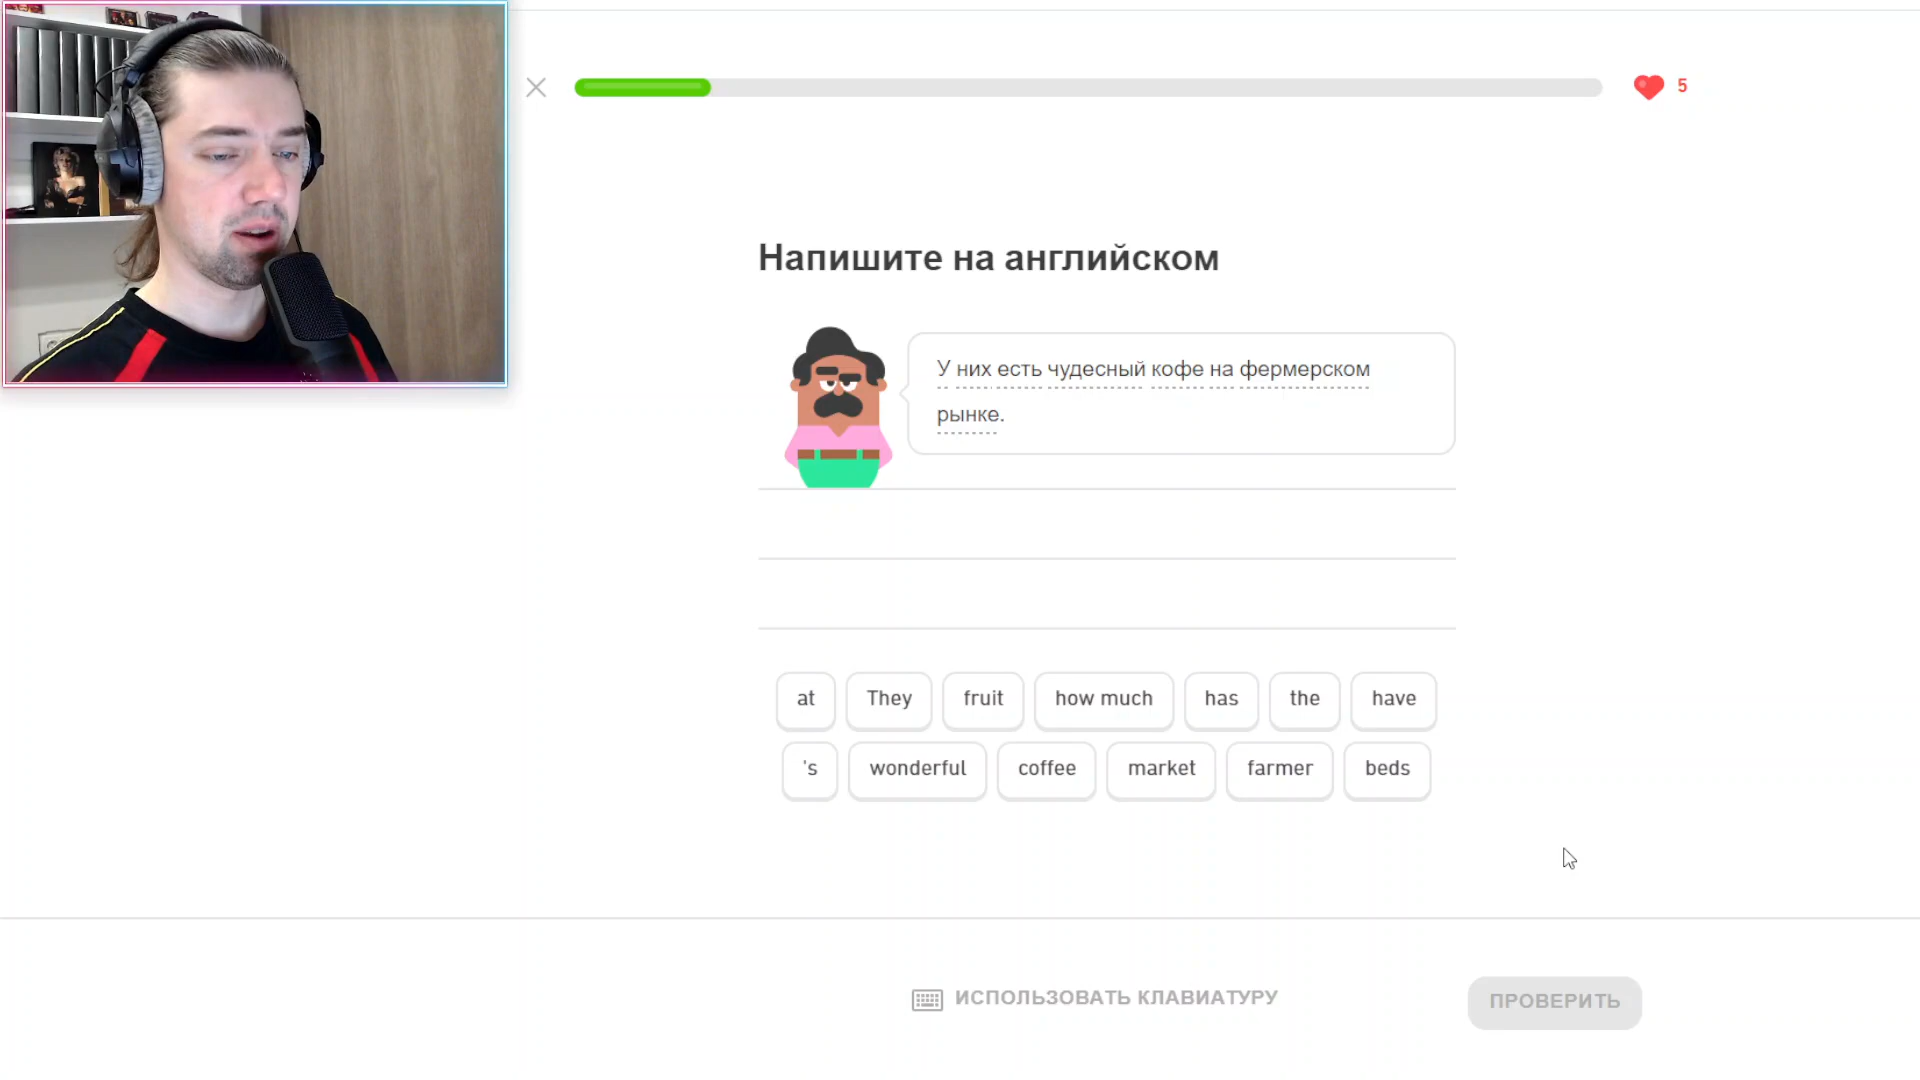 5
Напишите на английском
У них есть чудесный кофе на фермерском
рынке.
at They fruit how much has the have
's wonderful coffee market farmer beds
ИСПОЛЬЗОВАТЬ КЛАВИАТУРУ
ПРОВЕРИТЬ